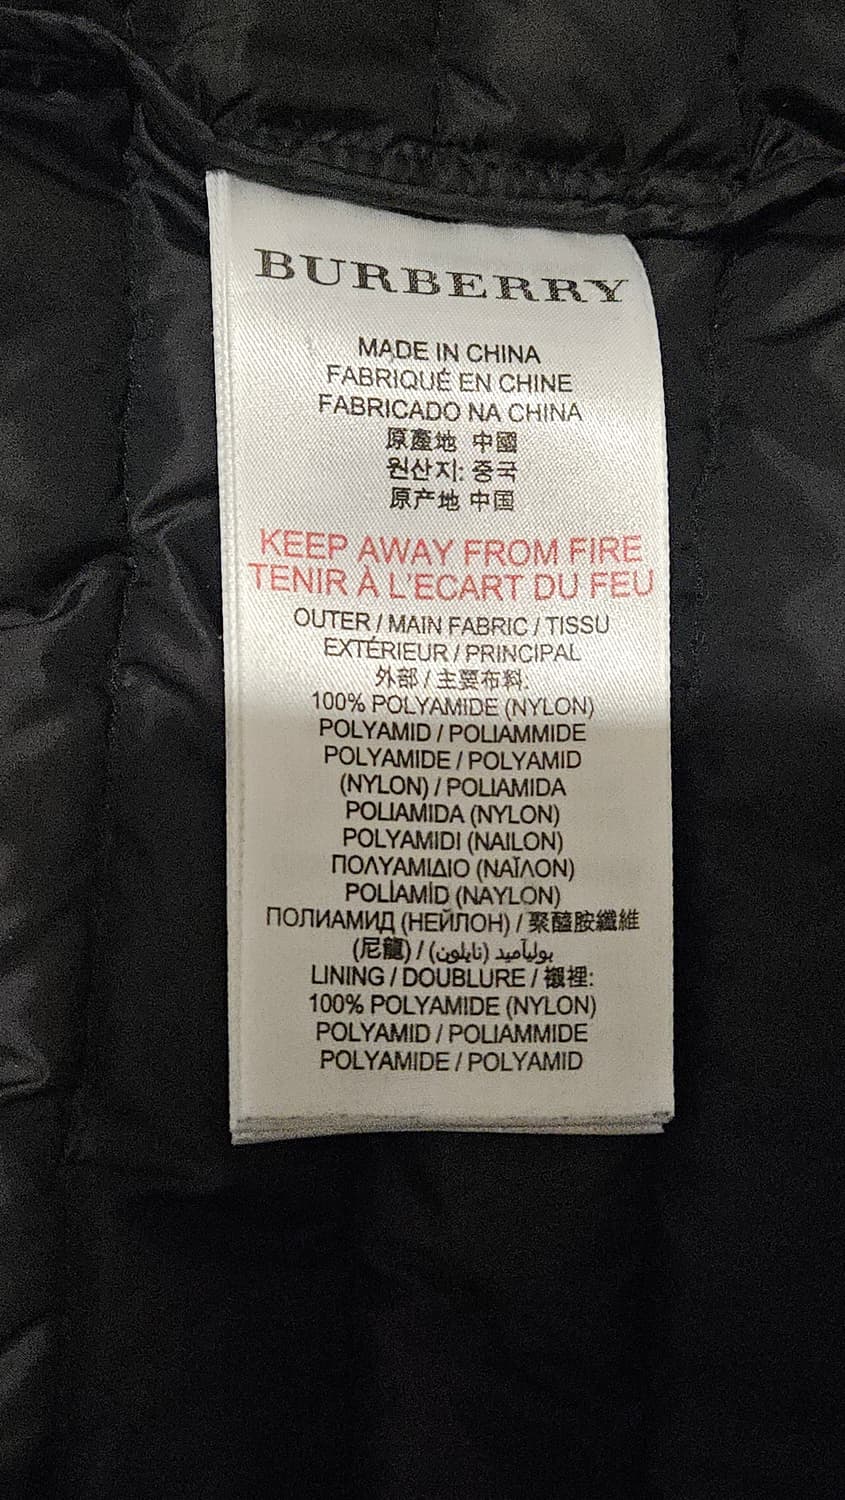 BURBERRY
MADE IN CHINA
FABRIQUÉ EN CHINE
FABRICADO NA CHINA
原產地 中國
원산지: 중국
原产地 中国
KEEP AWAY FROM FIRE
TENIR À L'ECART DU FEU
OUTER / MAIN FABRIC / TISSU
EXTÉRIEUR / PRINCIPAL
外部 / 主要布料:
100% POLYAMIDE (NYLON)
POLYAMID / POLIAMMIDE
POLYAMIDE / POLYAMID
(NYLON) / POLIAMIDA
POLIAMIDA (NYLON)
POLYAMIDI (NAILON)
ΠΟΛΥΑΜΙΔΙΟ (ΝΑΪΛΟΝ)
POLİAMİD (NAYLON)
ПОЛИАМИД (НЕЙЛОН) / 聚醯胺纖維
(尼龍) / بولياميد (نايلون)
LINING / DOUBLURE / 襯裡:
100% POLYAMIDE (NYLON)
POLYAMID / POLIAMMIDE
POLYAMIDE / POLYAMID